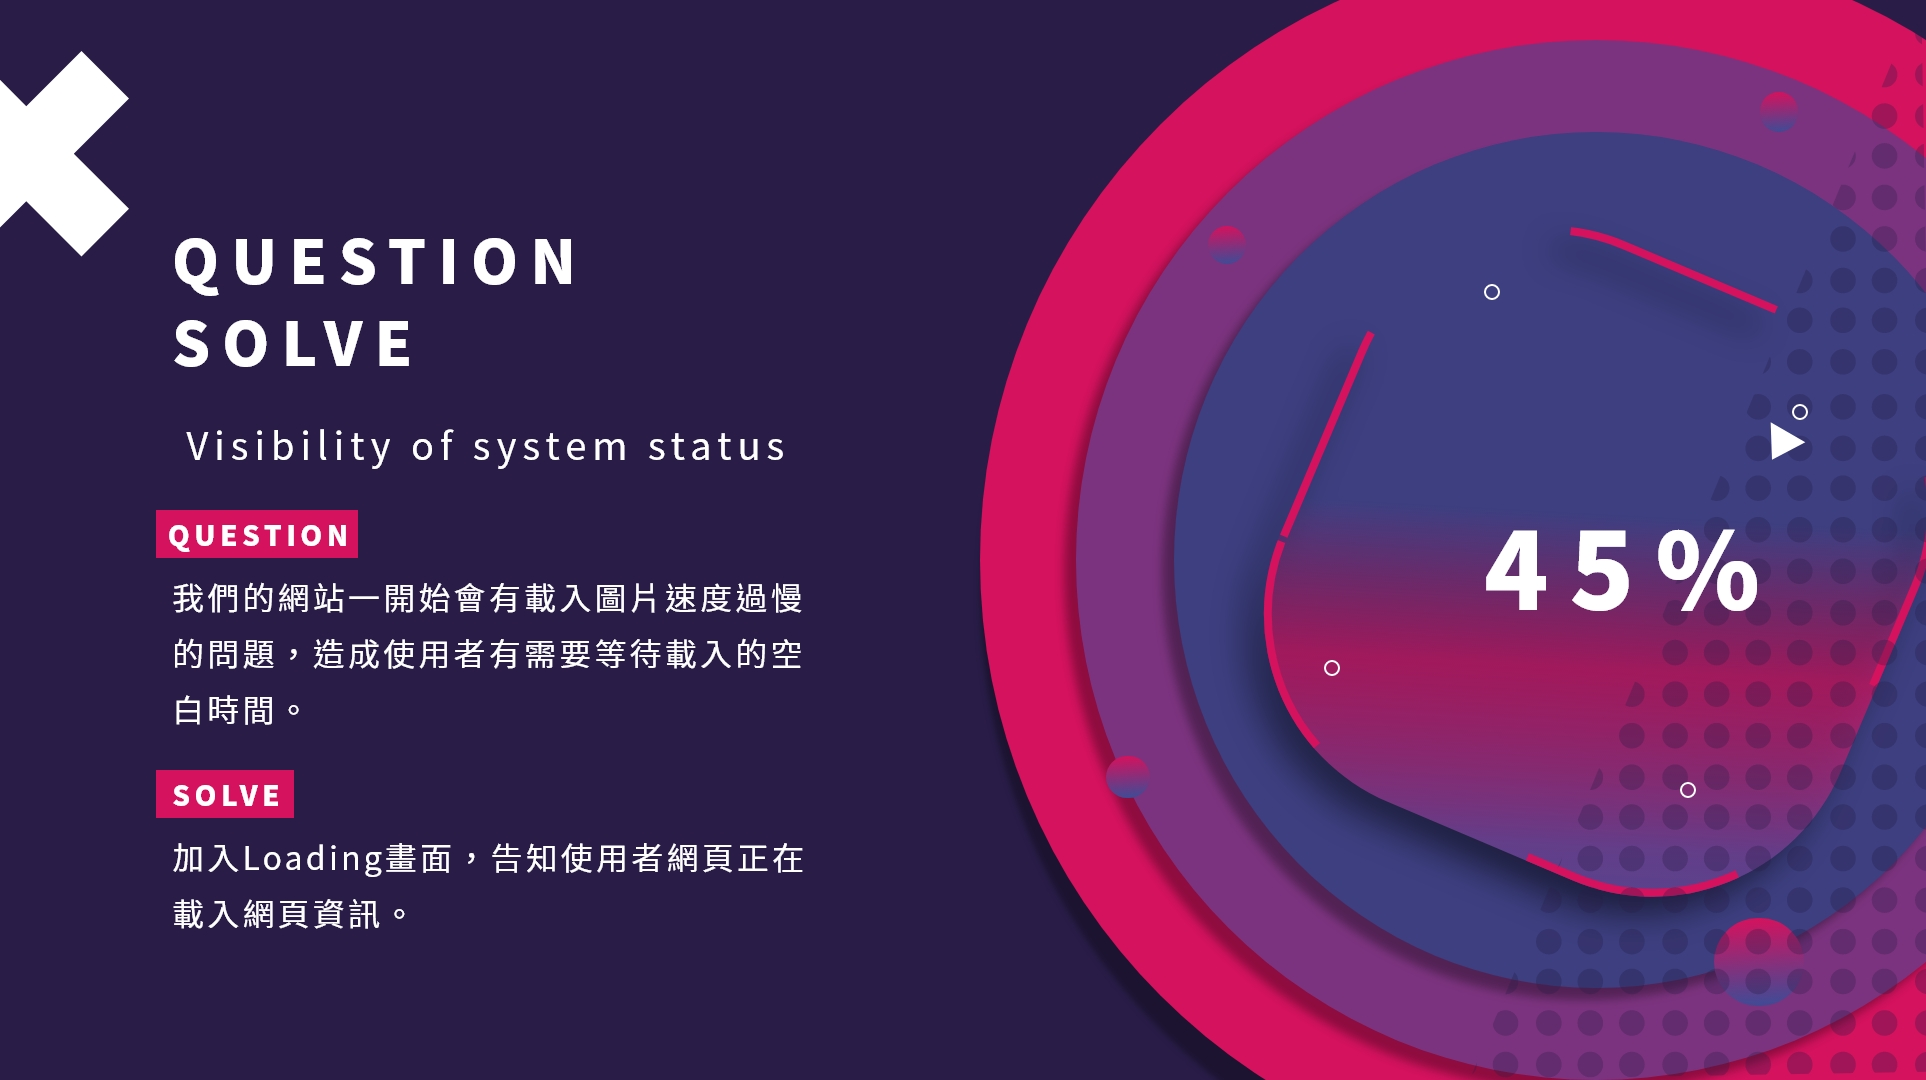 QUESTION
SOLVE
Visibility of system status
QUESTION
我們的網站一開始會有載入圖片速度過慢
的問題，造成使用者有需要等待載入的空
白時間。
SOLVE
加入Loading畫面，告知使用者網頁正在
載入網頁資訊。
45%